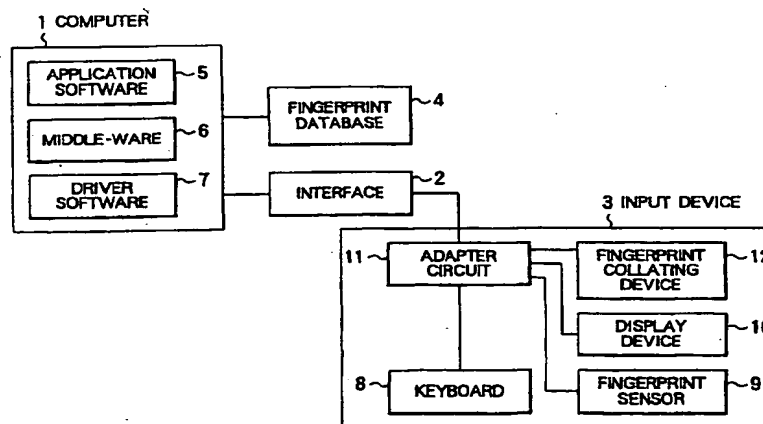 1 COMPUTER
APPLICATION
SOFTWARE
5
MIDDLE-WARE
6
DRIVER
SOFTWARE
7
FINGERPRINT
DATABASE
4
INTERFACE
2
3 INPUT DEVICE
11
ADAPTER
CIRCUIT
FINGERPRINT
COLLATING
DEVICE
12
DISPLAY
DEVICE
8
KEYBOARD
FINGERPRINT
SENSOR
9